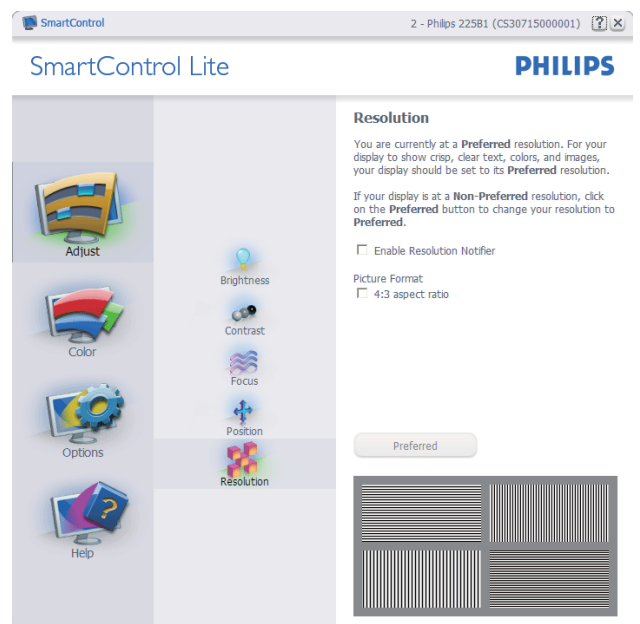 SmartControl
2 - Philips 225B1 (CS30715000001)
?
SmartControl Lite
PHILIPS
Adjust
Color
Options
?
Help
Brightness
Contrast
Focus
Position
Resolution
Resolution
You are currently at a Preferred resolution. For your
display to show crisp, clear text, colors, and images,
your display should be set to its Preferred resolution.
If your display is at a Non-Preferred resolution, click
on the Preferred button to change your resolution to
Preferred.
Enable Resolution Notifier
Picture Format
4:3 aspect ratio
Preferred